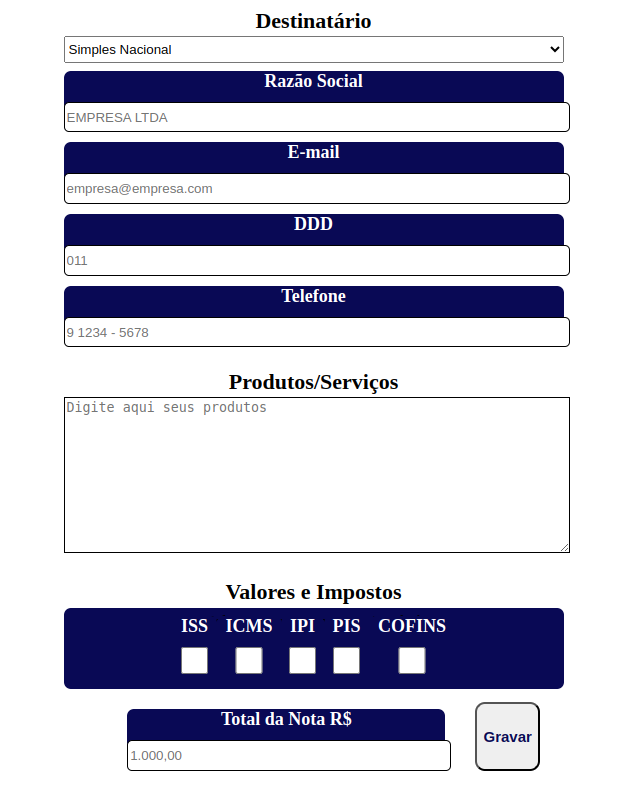 Destinatário
Simples Nacional
Razão Social
EMPRESA LTDA
E-mail
empresa@empresa.com
DDD
011
Telefone
9 1234 - 5678
Produtos/Serviços
Digite aqui seus produtos
Valores e Impostos
ISS ICMS IPI PIS COFINS
Total da Nota R$
1.000,00
Gravar